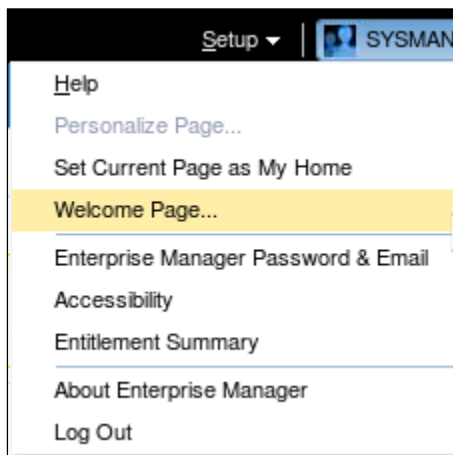 Setup
SYSMAN
Help
Personalize Page...
Set Current Page as My Home
Welcome Page...
Enterprise Manager Password & Email
Accessibility
Entitlement Summary
About Enterprise Manager
Log Out